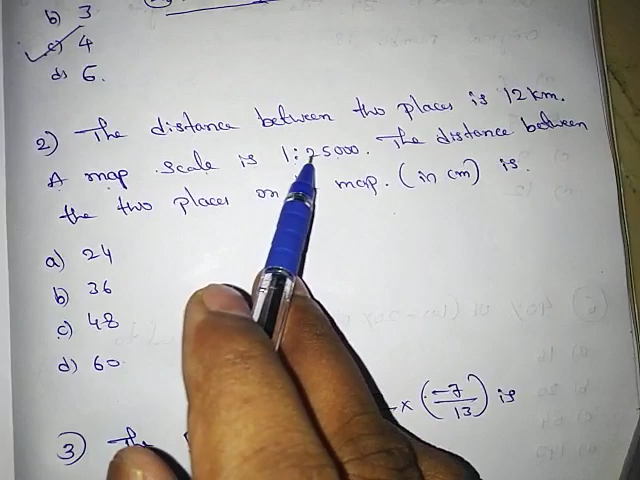 b) 3
c) 4
d) 6.
2) The distance between two places is 12 km.
A map scale is 1:25000. The distance between
the two places on map. (in cm) is.
a) 24
b) 36
c) 48
d) 60
3) The
x (-7/13) is